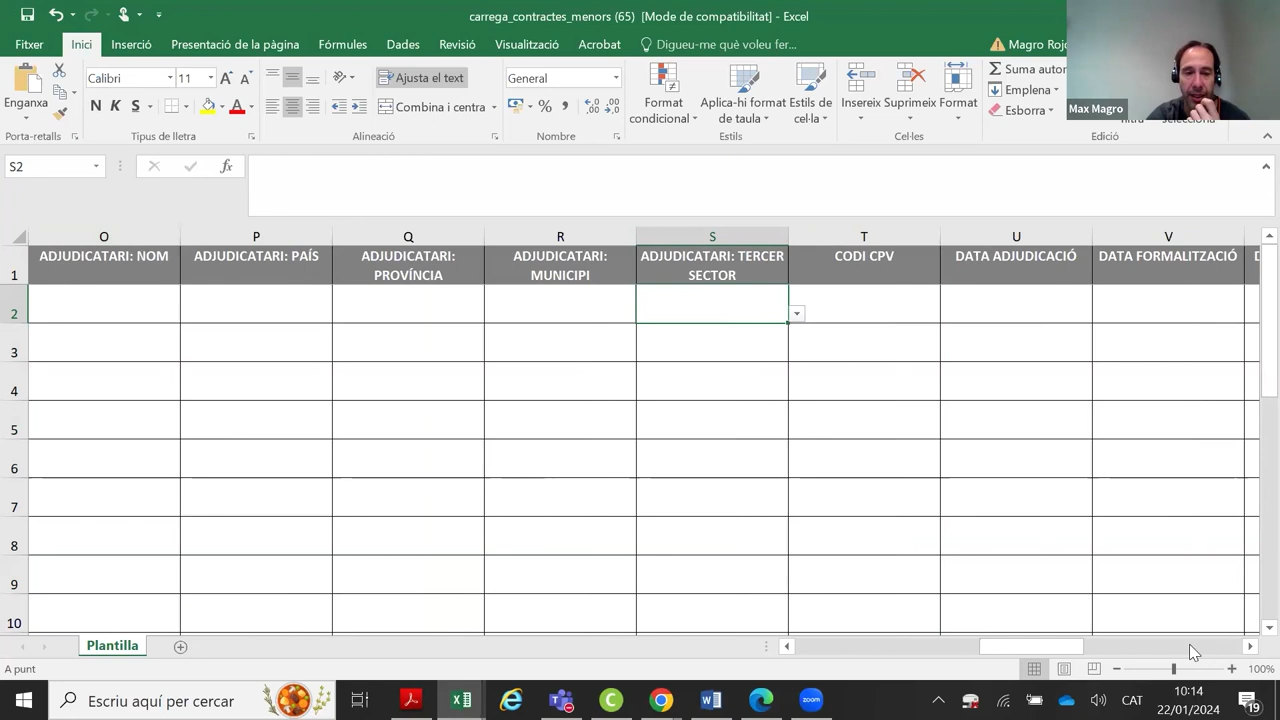 carrega_contractes_menors (65) [Mode de compatibilitat] - Excel
Fitxer Inici Inserció Presentació de la pàgina Fórmules Dades Revisió Visualització Acrobat Digueu-me què voleu fer... Magro Rojo
Enganxa
Calibri 11
N K S
Ajusta el text
Combina i centra
General
Format condicional
Aplica-hi format de taula
Estils de cel·la
Insereix Suprimeix Format
Suma autom
Emplena
Esborra
Max Magro
Porta-retalls Tipus de lletra Alineació Nombre Estils Cel·les Edició
S2
fx
O P Q R S T U V
1 ADJUDICATARI: NOM ADJUDICATARI: PAÍS ADJUDICATARI: PROVÍNCIA ADJUDICATARI: MUNICIPI ADJUDICATARI: TERCER SECTOR CODI CPV DATA ADJUDICACIÓ DATA FORMALITZACIÓ
2
3
4
5
6
7
8
9
10
Plantilla
A punt
100%
Escriu aquí per cercar
zoom
CAT
10:14
22/01/2024
19